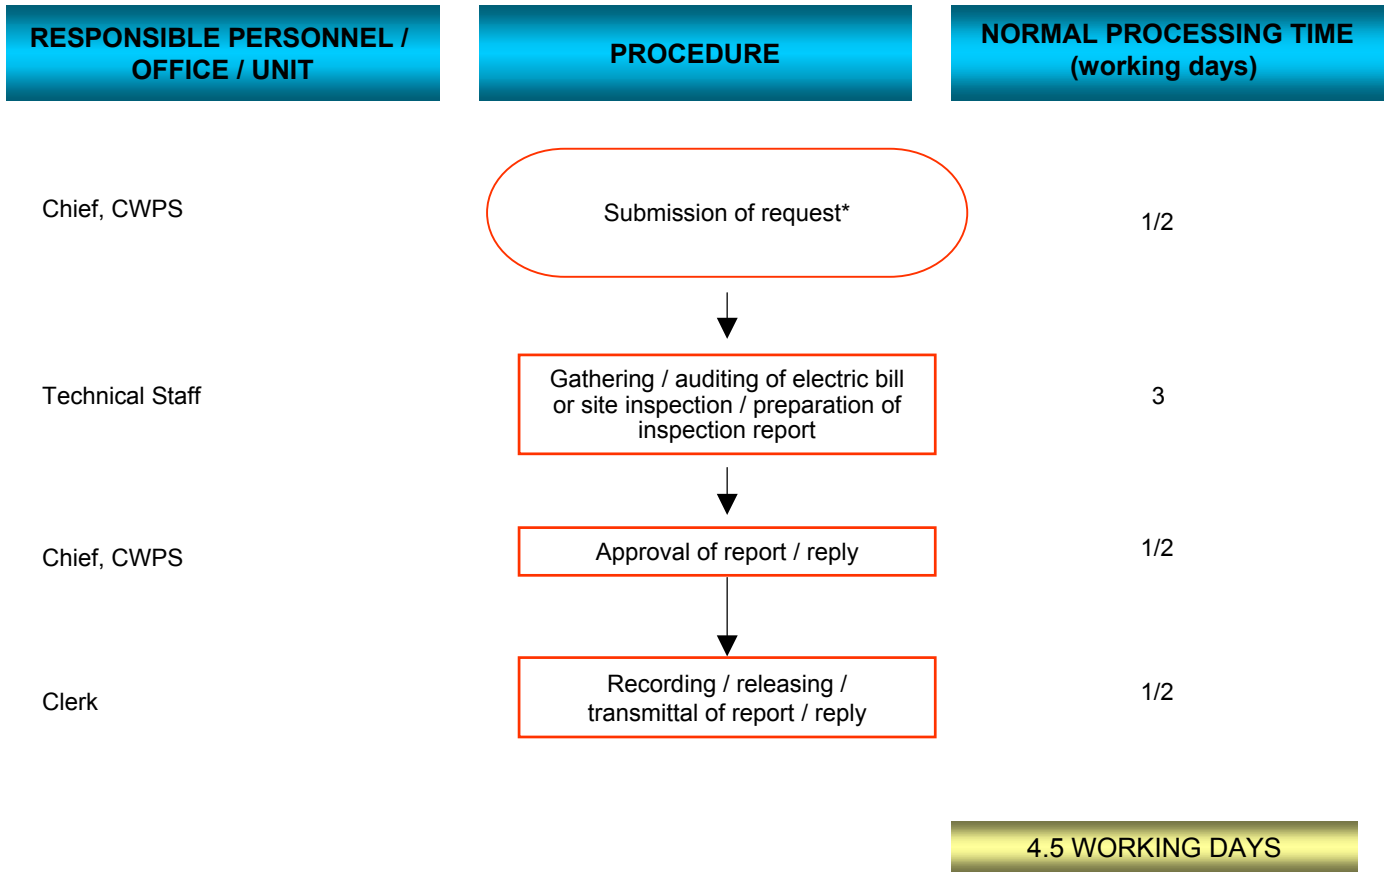 RESPONSIBLE PERSONNEL /
OFFICE / UNIT
PROCEDURE
NORMAL PROCESSING TIME
(working days)
Chief, CWPS
Submission of request*
1/2
Technical Staff
Gathering / auditing of electric bill
or site inspection / preparation of
inspection report
3
Chief, CWPS
Approval of report / reply
1/2
Clerk
Recording / releasing /
transmittal of report / reply
1/2
4.5 WORKING DAYS